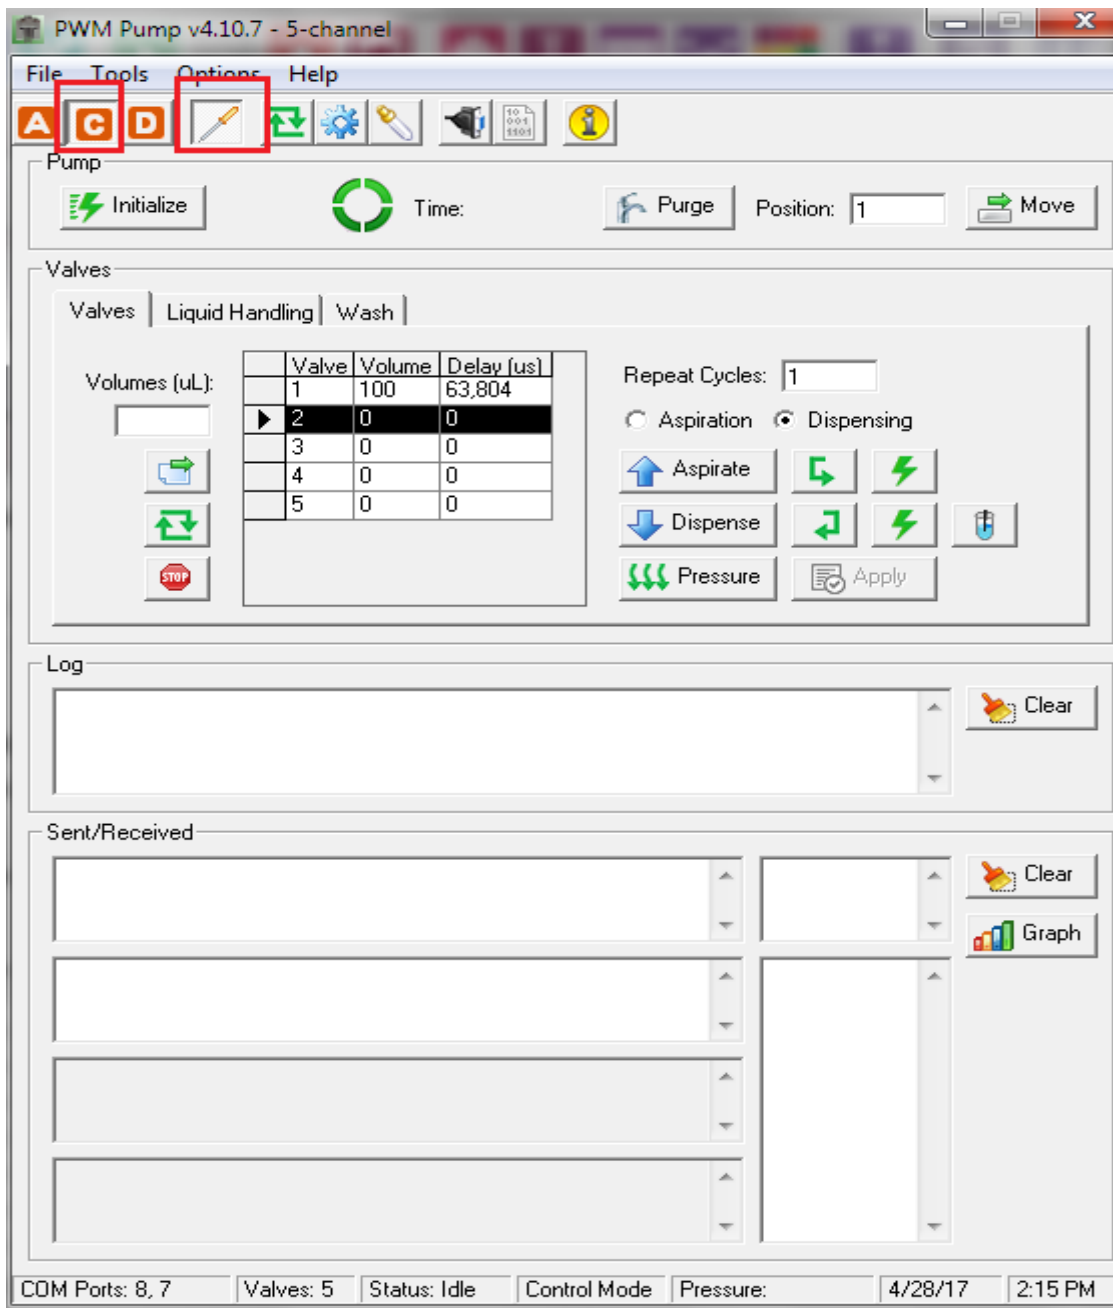 PWM Pump v4.10.7 - 5-channel
File Tools Options Help
A C D
Pump
Initialize Time: Purge Position: 1 Move
Valves
Valves Liquid Handling Wash
Volumes (uL):
Valve Volume Delay (us)
1 100 63,804
2 0 0
3 0 0
4 0 0
5 0 0
STOP
Repeat Cycles: 1
Aspiration Dispensing
Aspirate
Dispense
Pressure Apply
Log
Clear
Sent/Received
Clear
Graph
COM Ports: 8, 7 Valves: 5 Status: Idle Control Mode Pressure: 4/28/17 2:15 PM